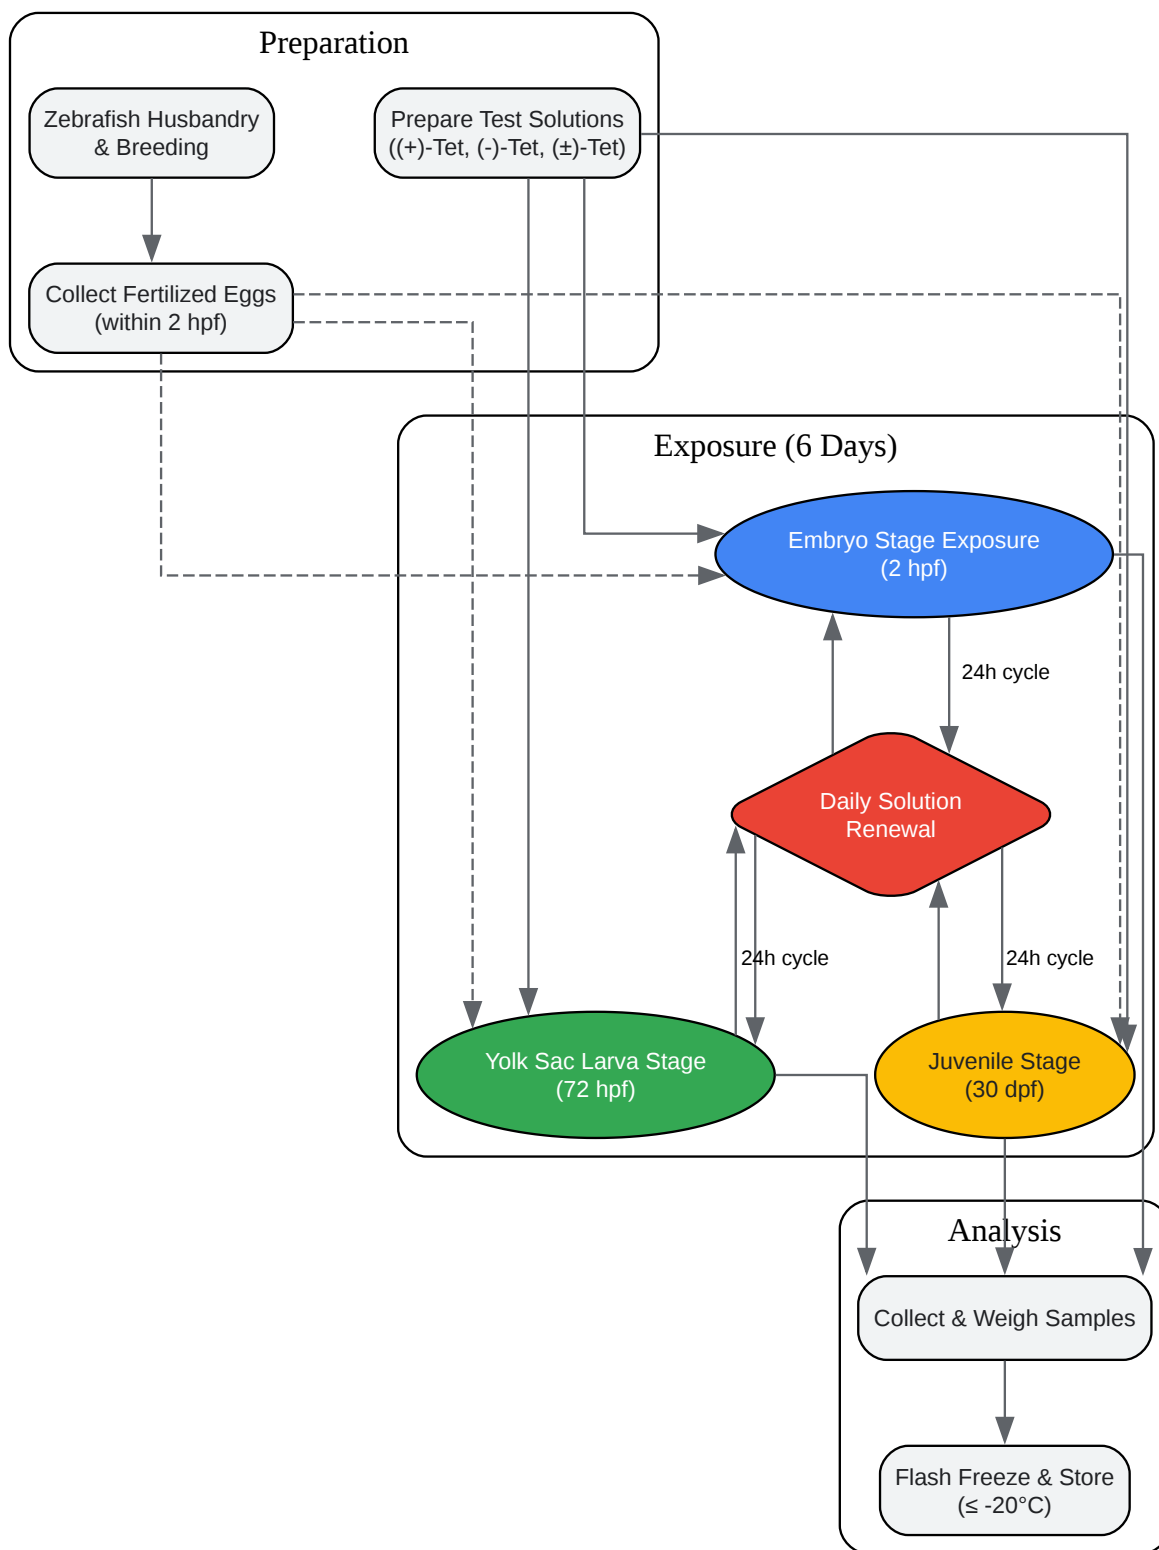 Preparation
Zebrafish Husbandry
& Breeding
Prepare Test Solutions
((+)-Tet, (-)-Tet, (±)-Tet)
Collect Fertilized Eggs
(within 2 hpf)
Exposure (6 Days)
Embryo Stage Exposure
(2 hpf)
24h cycle
Daily Solution
Renewal
24h cycle
24h cycle
Yolk Sac Larva Stage
(72 hpf)
Juvenile Stage
(30 dpf)
Analysis
Collect & Weigh Samples
Flash Freeze & Store
(≤ -20°C)